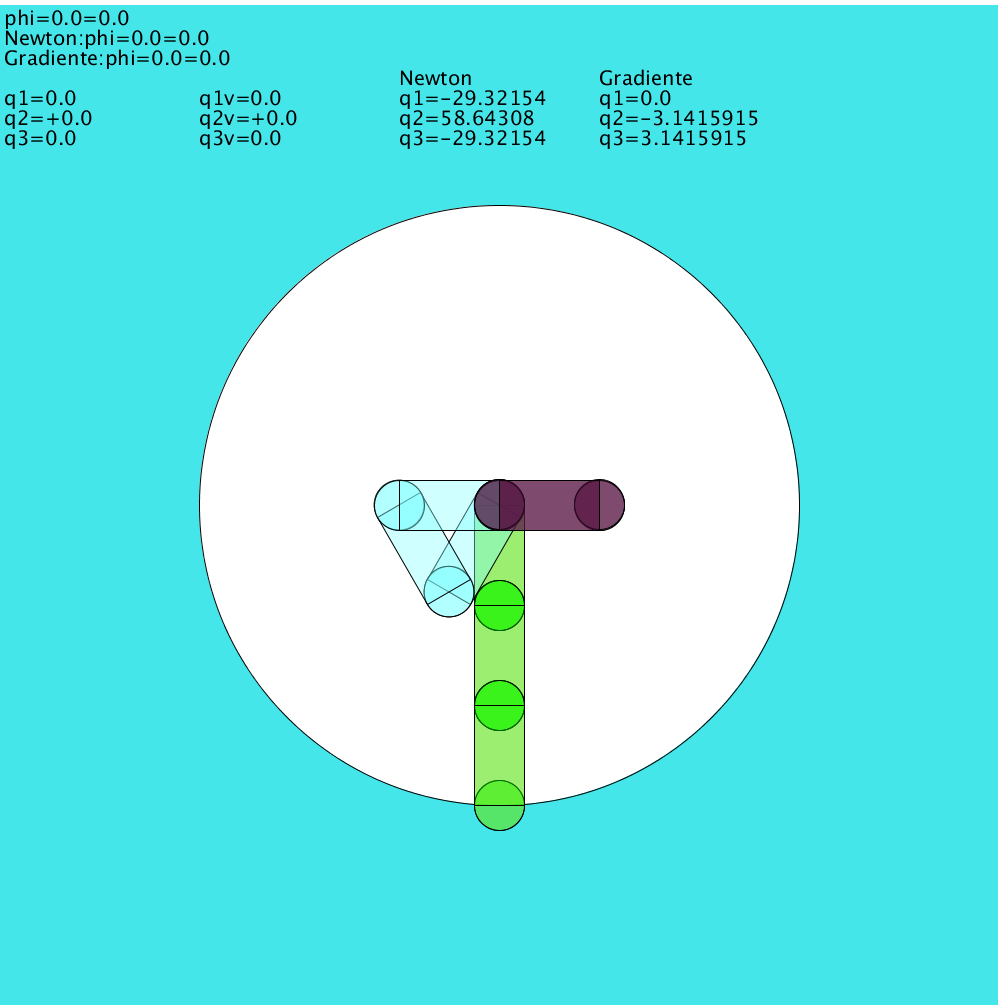 phi=0.0=0.0
Newton:phi=0.0=0.0
Gradiente:phi=0.0=0.0
Newton Gradiente
q1=0.0 q1v=0.0 q1=-29.32154 q1=0.0
q2=+0.0 q2v=+0.0 q2=58.64308 q2=-3.1415915
q3=0.0 q3v=0.0 q3=-29.32154 q3=3.1415915